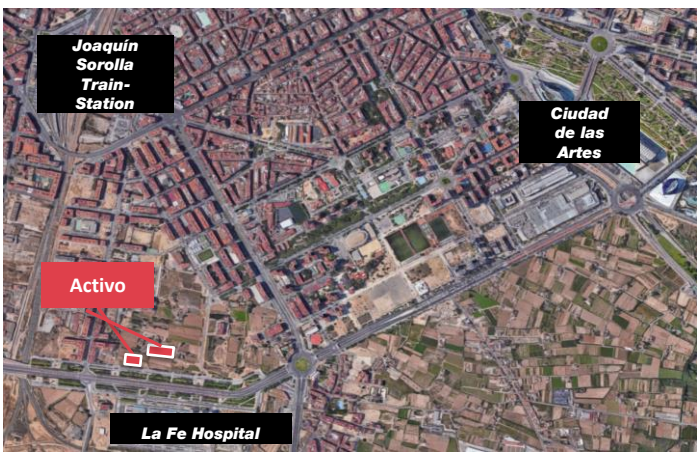 Joaquín
Sorolla
Train-
Station
Ciudad
de las
Artes
Activo
La Fe Hospital